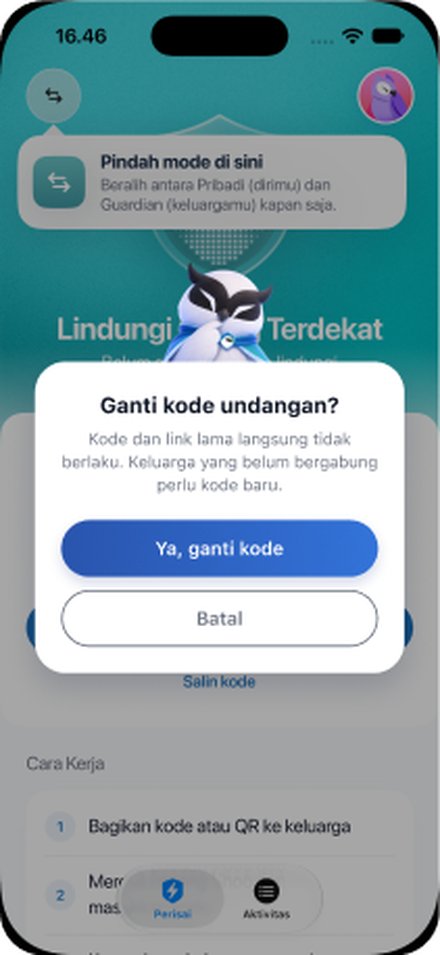 16.46
Pindah mode di sini
Beralih antara Pribadi (dirimu) dan
Guardian (keluargamu) kapan saja.
Lindungi Terdekat
Ganti kode undangan?
Kode dan link lama langsung tidak
berlaku. Keluarga yang belum bergabung
perlu kode baru.
Ya, ganti kode
Batal
Salin kode
Cara Kerja
1 Bagikan kode atau QR ke keluarga
2
Perisai
Aktivitas